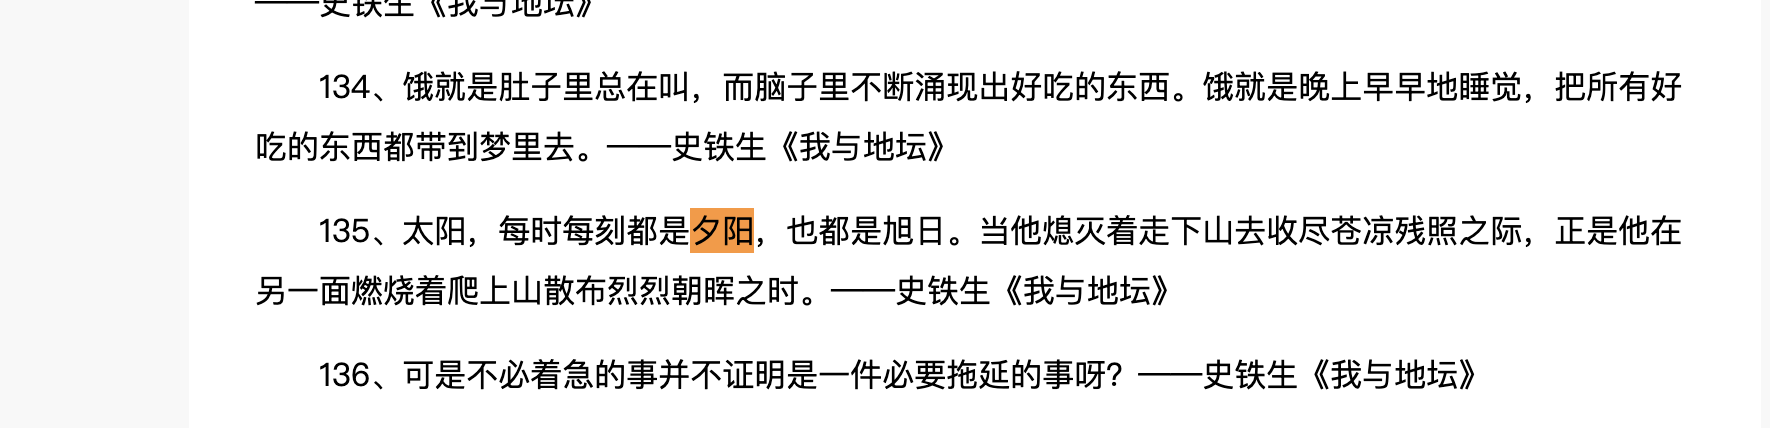 ——史铁生《我与地坛》
134、饿就是肚子里总在叫，而脑子里不断涌现出好吃的东西。饿就是晚上早早地睡觉，把所有好
吃的东西都带到梦里去。——史铁生《我与地坛》
135、太阳，每时每刻都是夕阳，也都是旭日。当他熄灭着走下山去收尽苍凉残照之际，正是他在
另一面燃烧着爬上山散布烈烈朝晖之时。——史铁生《我与地坛》
136、可是不必着急的事并不证明是一件必要拖延的事呀？——史铁生《我与地坛》